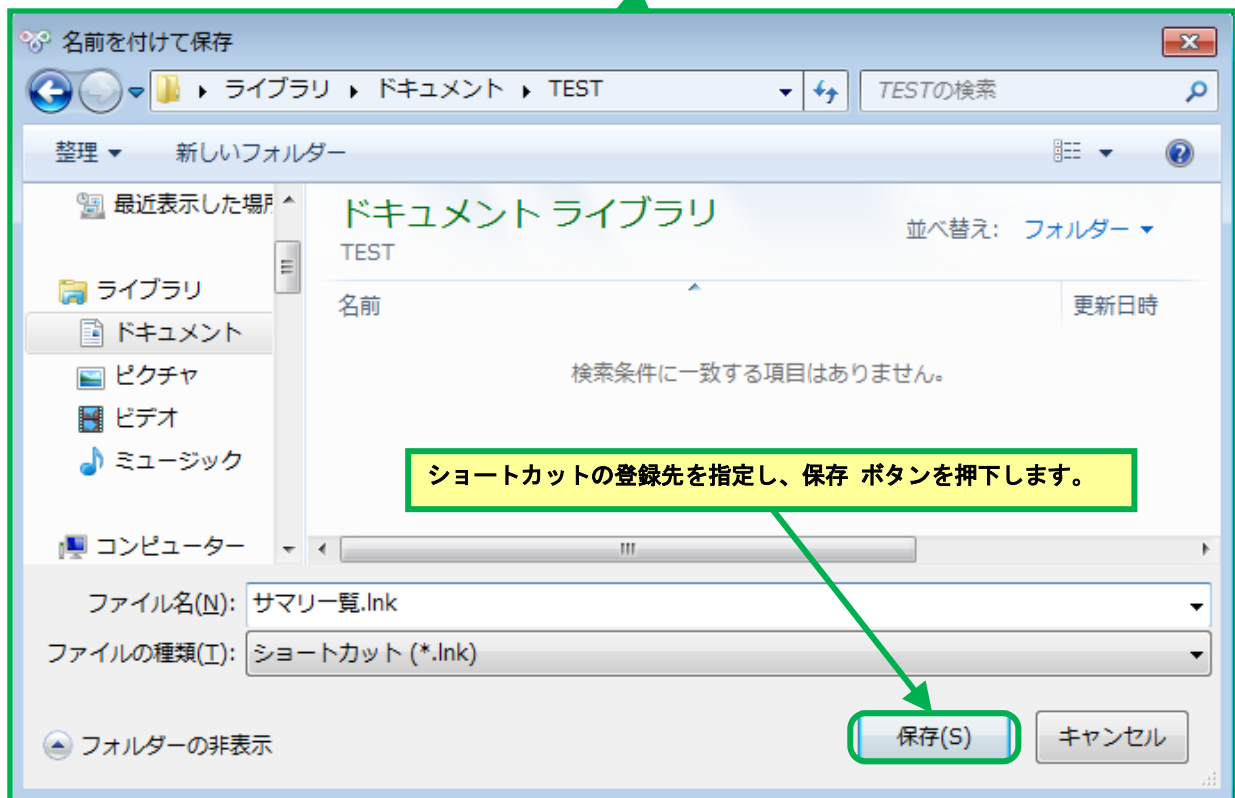 名前を付けて保存
ライブラリ ドキュメント TEST
TESTの検索
整理 新しいフォルダー
最近表示した場所
ライブラリ
ドキュメント
ピクチャ
ビデオ
ミュージック
コンピューター
ドキュメント ライブラリ
TEST
並べ替え: フォルダー
名前 更新日時
検索条件に一致する項目はありません。
ショートカットの登録先を指定し、保存 ボタンを押下します。
ファイル名(N): サマリ一覧.lnk
ファイルの種類(T): ショートカット (*.lnk)
フォルダーの非表示
保存(S) キャンセル